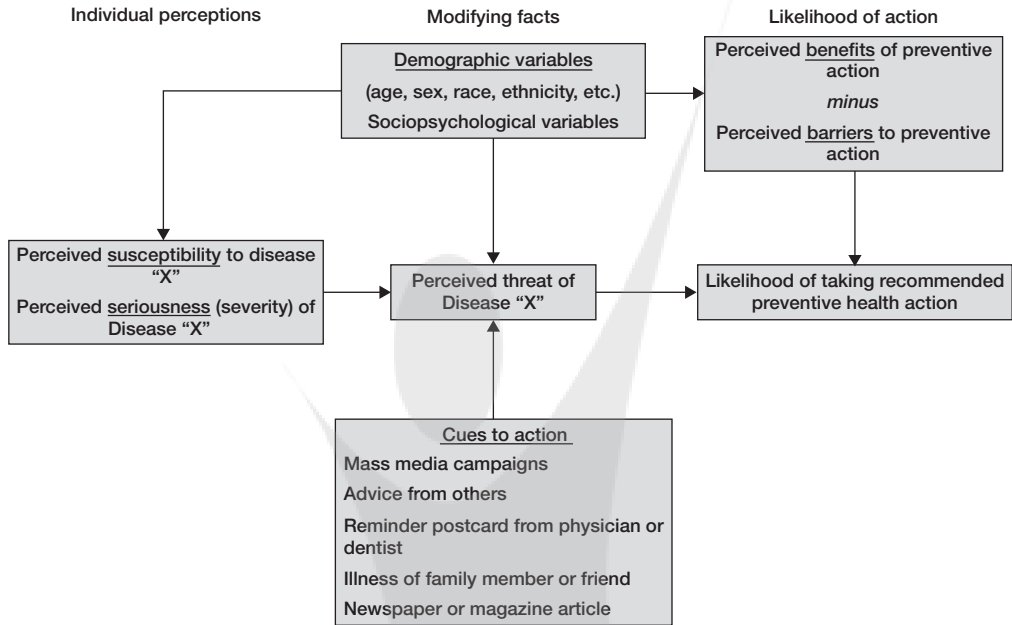 Individual perceptions
Modifying facts
Likelihood of action
Demographic variables
(age, sex, race, ethnicity, etc.)
Sociopsychological variables
Perceived benefits of preventive
action
minus
Perceived barriers to preventive
action
Perceived susceptibility to disease
“X”
Perceived seriousness (severity) of
Disease “X”
Perceived threat of
Disease “X”
Likelihood of taking recommended
preventive health action
Cues to action
Mass media campaigns
Advice from others
Reminder postcard from physician or
dentist
Illness of family member or friend
Newspaper or magazine article